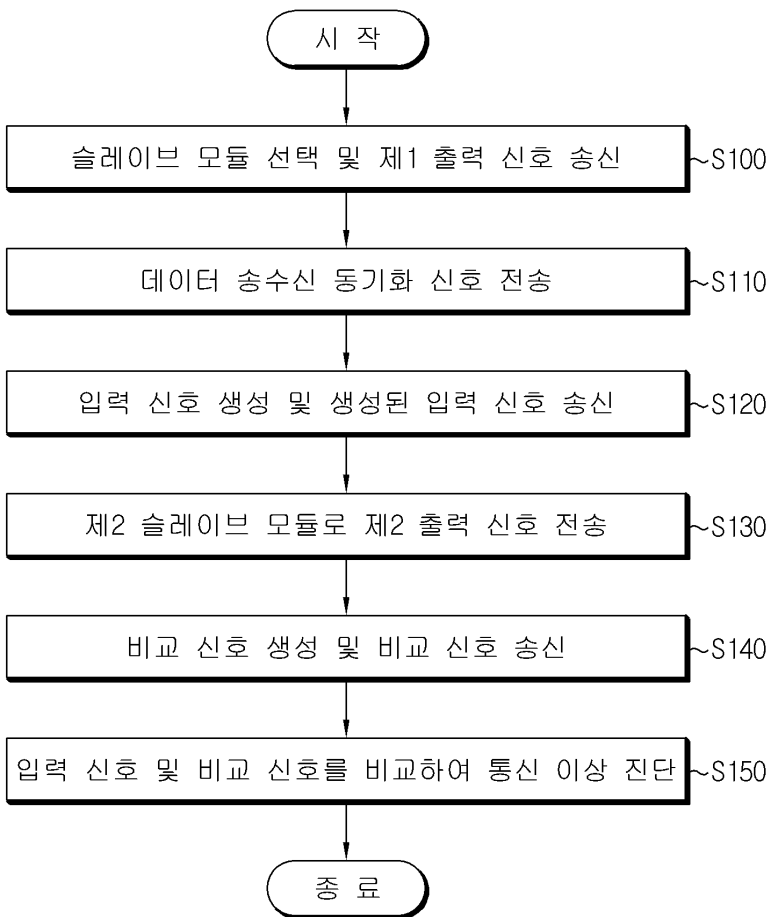 시 작
슬레이브 모듈 선택 및 제1 출력 신호 송신 ~S100
데이터 송수신 동기화 신호 전송 ~S110
입력 신호 생성 및 생성된 입력 신호 송신 ~S120
제2 슬레이브 모듈로 제2 출력 신호 전송 ~S130
비교 신호 생성 및 비교 신호 송신 ~S140
입력 신호 및 비교 신호를 비교하여 통신 이상 진단 ~S150
종 료